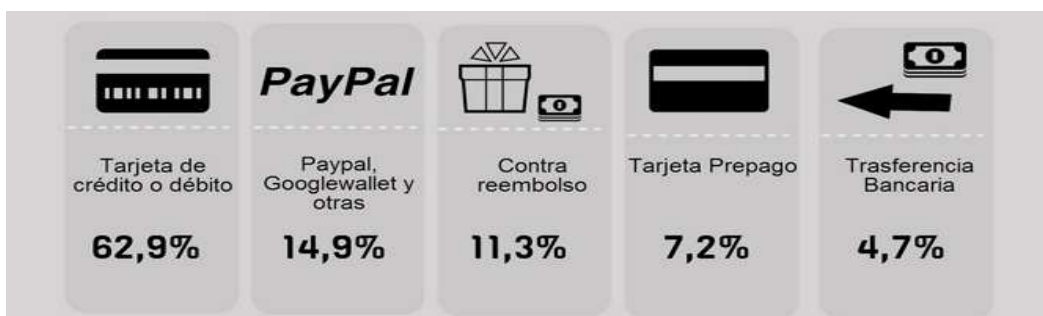 PayPal
Tarjeta de
crédito o débito
62,9%
Paypal,
Googlewallet y
otras
14,9%
Contra
reembolso
11,3%
Tarjeta Prepago
7,2%
Trasferencia
Bancaria
4,7%